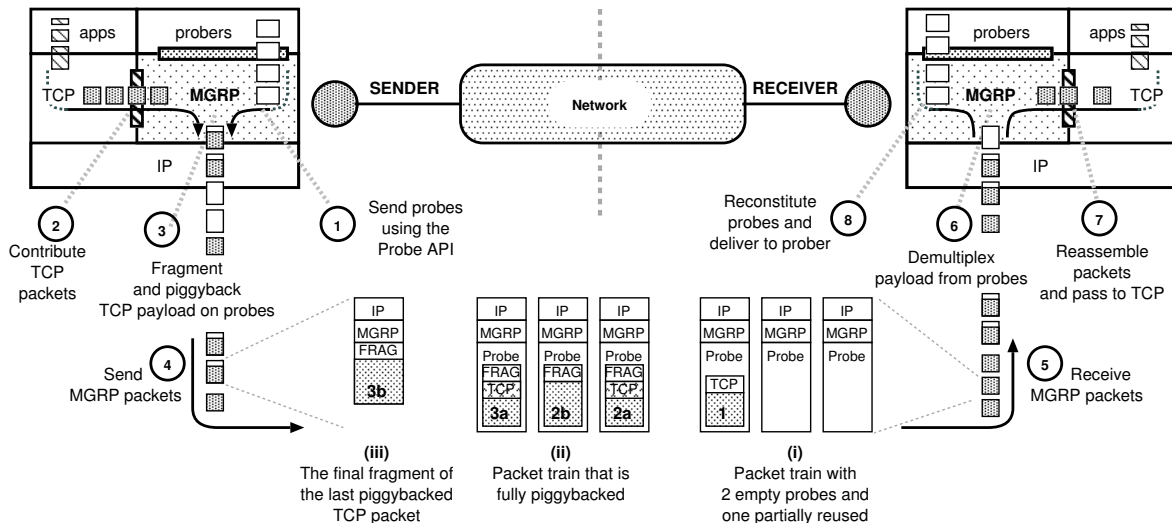 apps
probers
TCP
MGRP
IP
SENDER
Network
RECEIVER
probers
apps
MGRP
TCP
IP
2
Contribute
TCP
packets
3
Fragment
and piggyback
TCP payload on probes
1
Send probes
using the
Probe API
Reconstitute
probes and
deliver to prober
8
6
Demultiplex
payload from probes
7
Reassemble
packets
and pass to TCP
4
Send
MGRP packets
IP
MGRP
FRAG
3b
IP
MGRP
Probe
FRAG
TCP
3a
IP
MGRP
Probe
FRAG
2b
IP
MGRP
Probe
FRAG
TCP
2a
IP
MGRP
Probe
TCP
1
IP
MGRP
Probe
IP
MGRP
Probe
5
Receive
MGRP packets
(iii)
The final fragment of
the last piggybacked
TCP packet
(ii)
Packet train that is
fully piggybacked
(i)
Packet train with
2 empty probes and
one partially reused